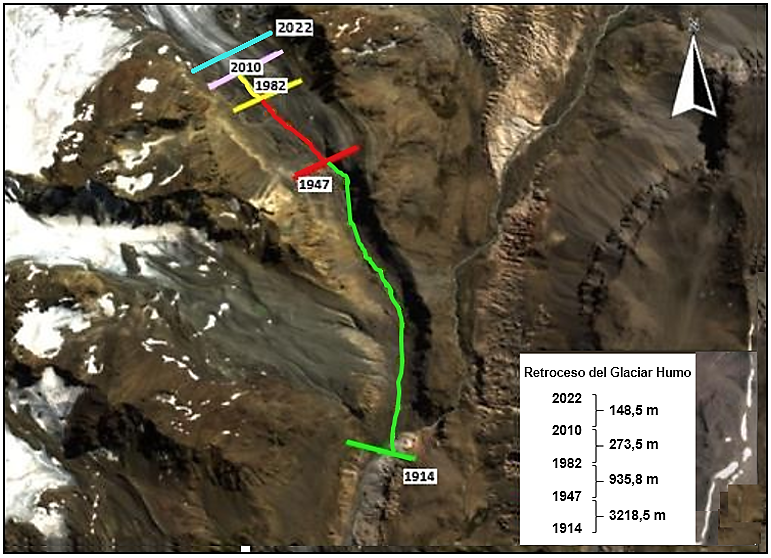 2022
N
2010
1982
1947
1914
Retroceso del Glaciar Humo
2022
148,5 m
2010
273,5 m
1982
935,8 m
1947
3218,5 m
1914